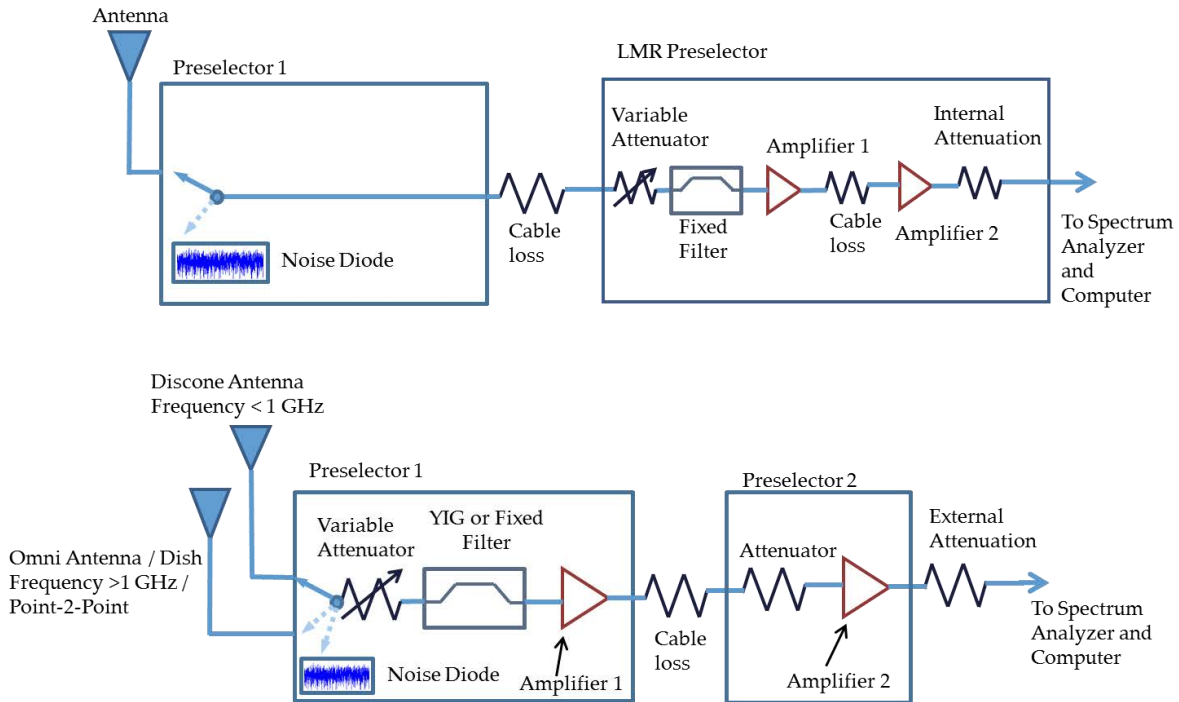 Antenna
Preselector 1
LMR Preselector
Variable
Attenuator
Internal
Attenuation
Amplifier 1
Cable
loss
Fixed
Filter
Cable
loss
Amplifier 2
Noise Diode
To Spectrum
Analyzer
and
Computer
Discone Antenna
Frequency < 1 GHz
Preselector 1
Preselector 2
YIG or Fixed
Filter
Variable
Attenuator
External
Attenuation
Attenuator
Omni Antenna / Dish
Frequency >1 GHz /
Point-2-Point
Cable
loss
To Spectrum
Analyzer and
Computer
Noise Diode
Amplifier 1
Amplifier 2